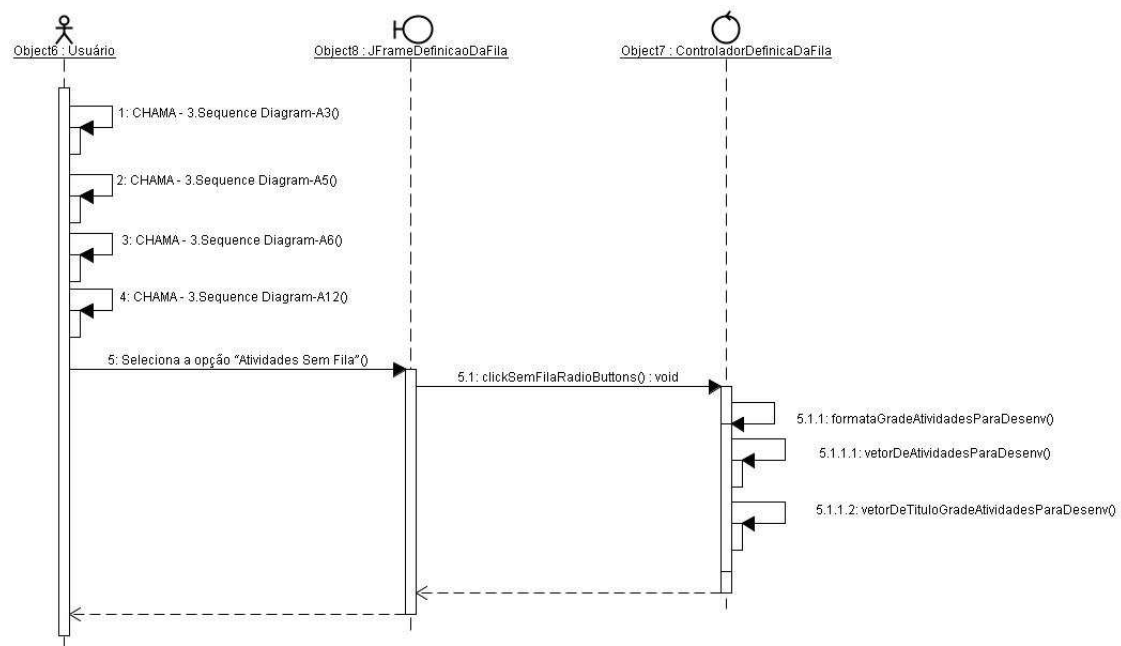 Object6 : Usuário
Object8 : JFrameDefinicaoDaFila
Object7 : ControladorDefinicaDaFila
1: CHAMA - 3.Sequence Diagram-A3()
2: CHAMA - 3.Sequence Diagram-A5()
3: CHAMA - 3.Sequence Diagram-A6()
4: CHAMA - 3.Sequence Diagram-A12()
5: Seleciona a opção “Atividades Sem Fila”()
5.1: clickSemFilaRadioButtons() : void
5.1.1: formataGradeAtividadesParaDesenv()
5.1.1.1: vetorDeAtividadesParaDesenv()
5.1.1.2: vetorDeTituloGradeAtividadesParaDesenv()